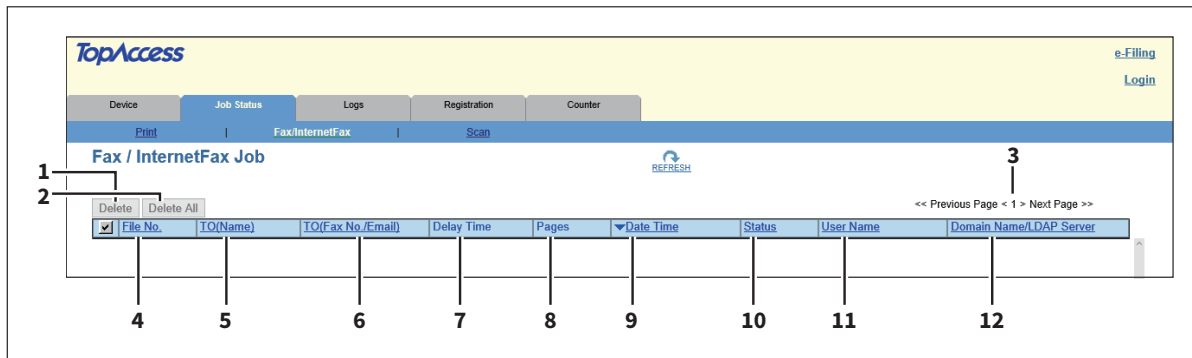 TopAccess
e-Filing
Login
Device Job Status Logs Registration Counter
Print | Fax/InternetFax | Scan
Fax / InternetFax Job
REFRESH
1
2
3
Delete Delete All
<< Previous Page < 1 > Next Page >>
File No. TO(Name) TO(Fax No./Email) Delay Time Pages Date Time Status User Name Domain Name/LDAP Server
4 5 6 7 8 9 10 11 12